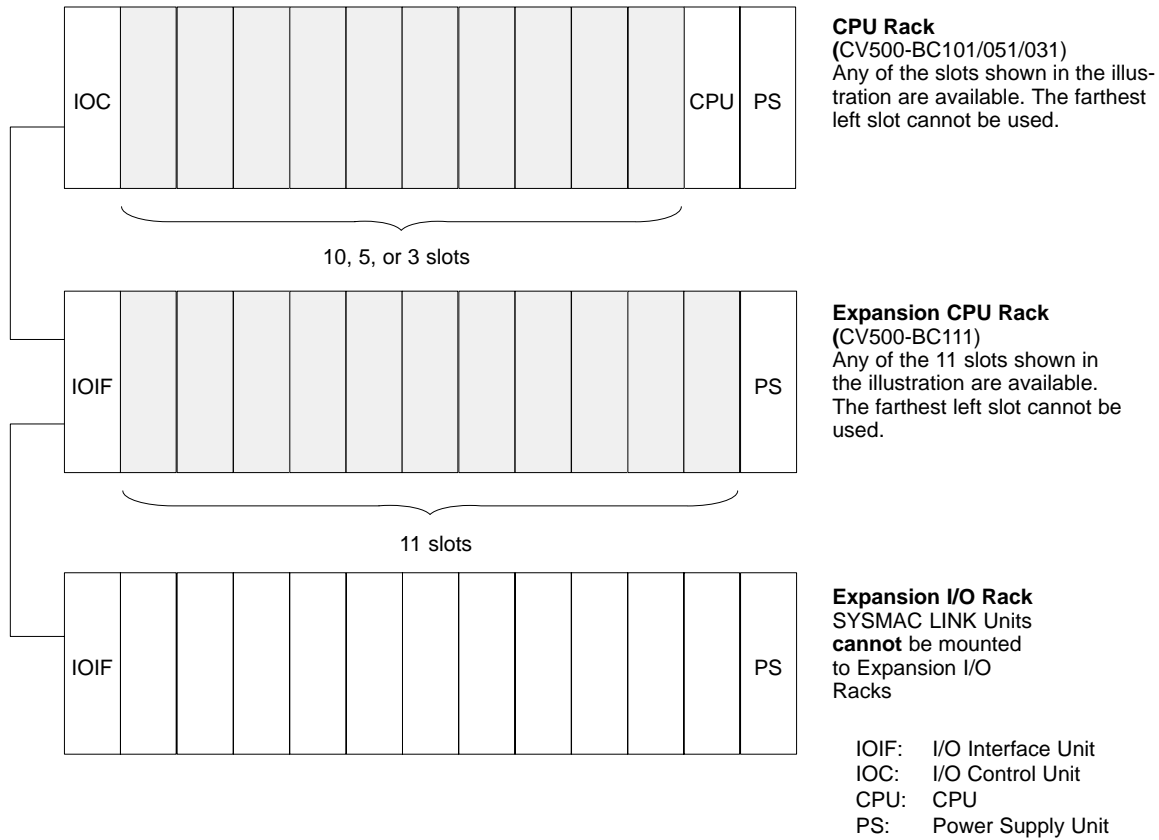 IOC
CPU
PS
CPU Rack
(CV500-BC101/051/031)
Any of the slots shown in the illus-
tration are available. The farthest
left slot cannot be used.
10, 5, or 3 slots
IOIF
PS
Expansion CPU Rack
(CV500-BC111)
Any of the 11 slots shown in
the illustration are available.
The farthest left slot cannot be
used.
11 slots
IOIF
PS
Expansion I/O Rack
SYSMAC LINK Units
cannot be mounted
to Expansion I/O
Racks
IOIF: I/O Interface Unit
IOC: I/O Control Unit
CPU: CPU
PS: Power Supply Unit